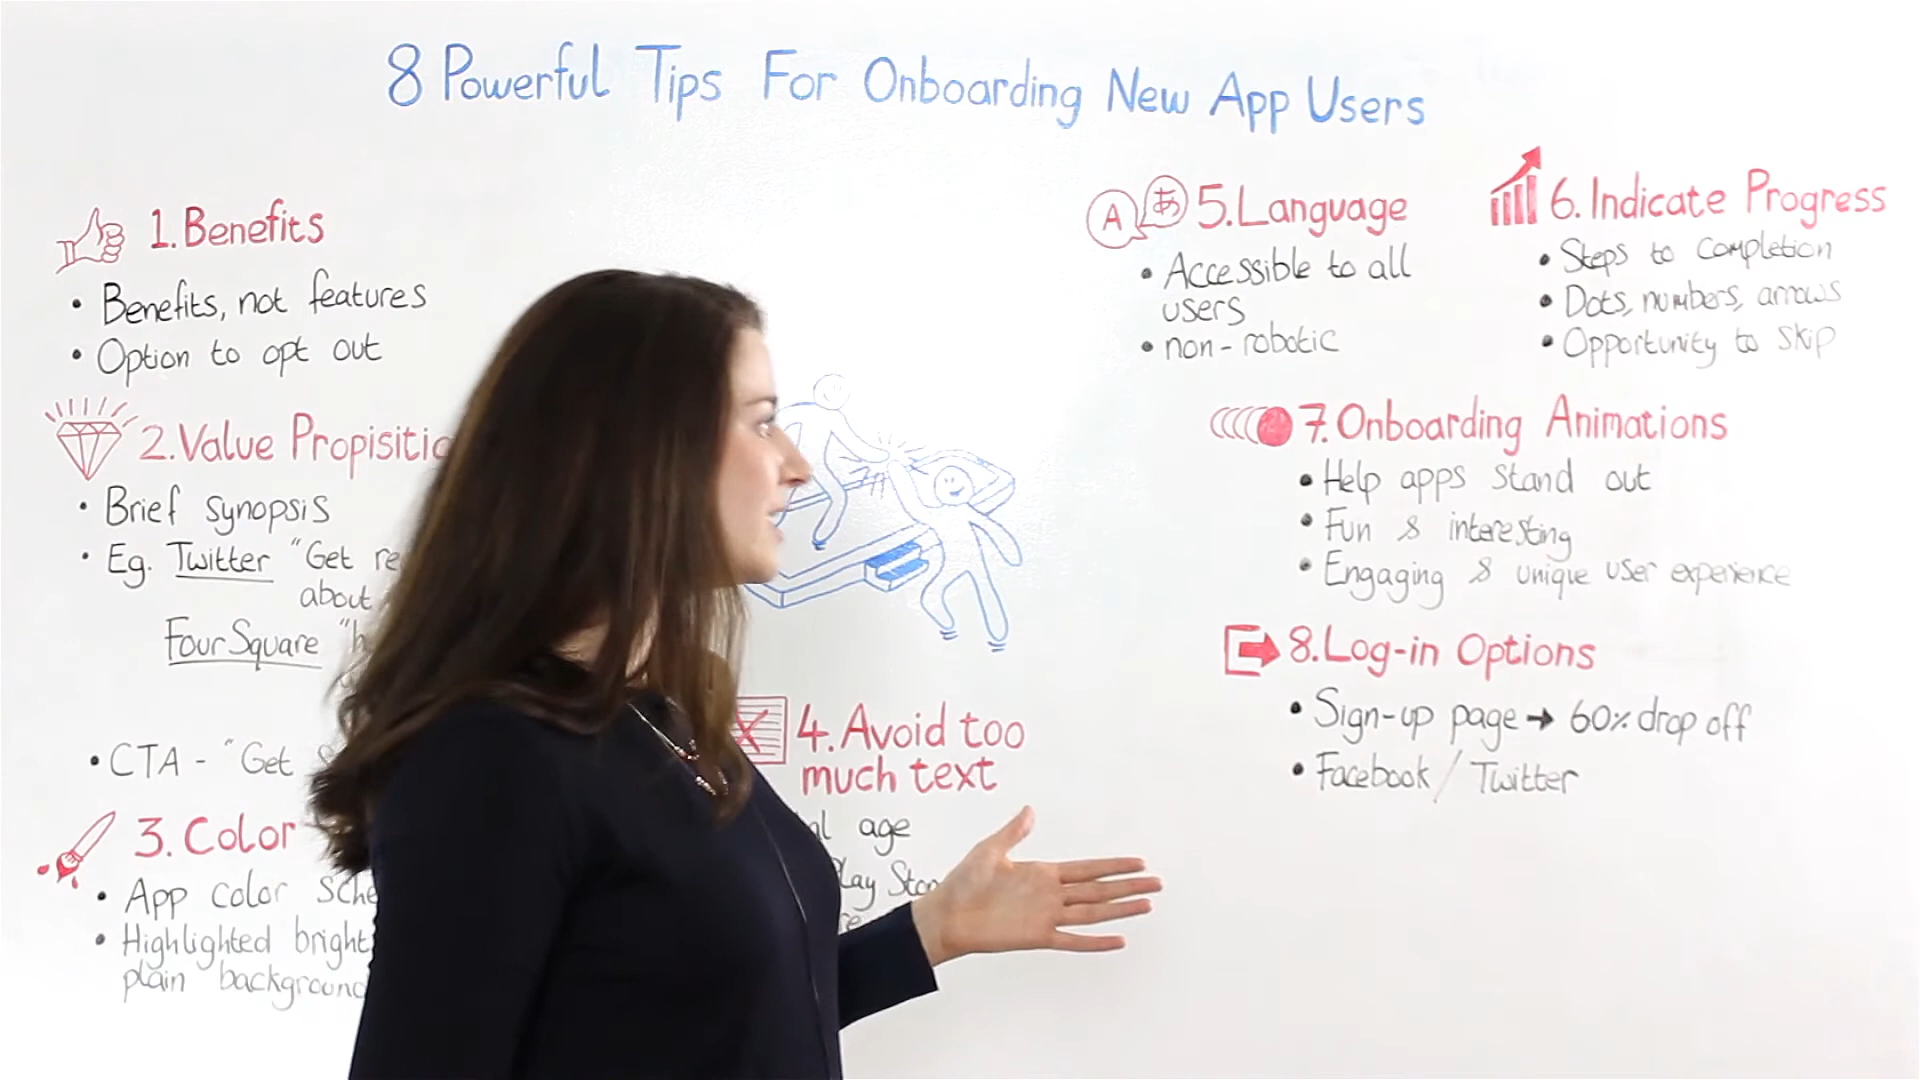 8 Powerful Tips For Onboarding New App Users
1. Benefits
• Benefits, not features
• Option to opt out
2. Value Propisitio
• Brief synopsis
• Eg. Twitter "Get
about
FourSquare
• CTA - "Get
3. Color
• App color
• Highlighted bright
plain background
4. Avoid too
much text
age
A あ
5. Language
• Accessible to all
users
• non-robotic
6. Indicate Progress
• Steps to completion
• Dots, numbers, arrows
• Opportunity to skip
7. Onboarding Animations
• Help apps stand out
• Fun & interesting
• Engaging & unique user experience
8. Log-in Options
• Sign-up page → 60% drop off
• Facebook / Twitter